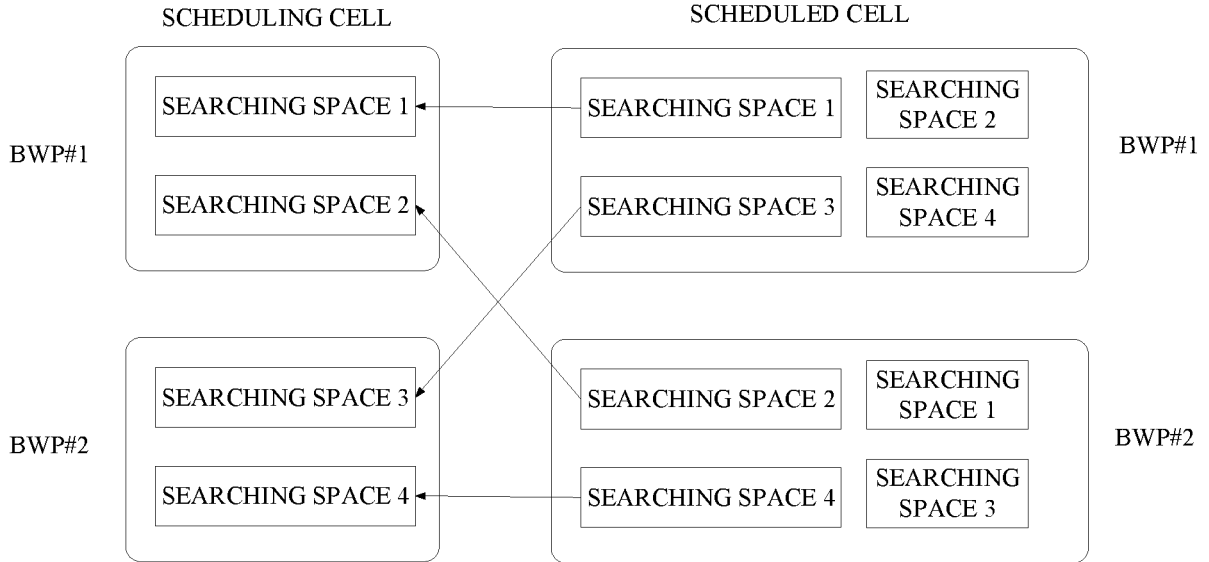 SCHEDULING CELL
SCHEDULED CELL
BWP#1
SEARCHING SPACE 1
SEARCHING SPACE 2
SEARCHING SPACE 1
SEARCHING
SPACE 2
SEARCHING SPACE 3
SEARCHING
SPACE 4
BWP#1
BWP#2
SEARCHING SPACE 3
SEARCHING SPACE 4
SEARCHING SPACE 2
SEARCHING
SPACE 1
SEARCHING SPACE 4
SEARCHING
SPACE 3
BWP#2